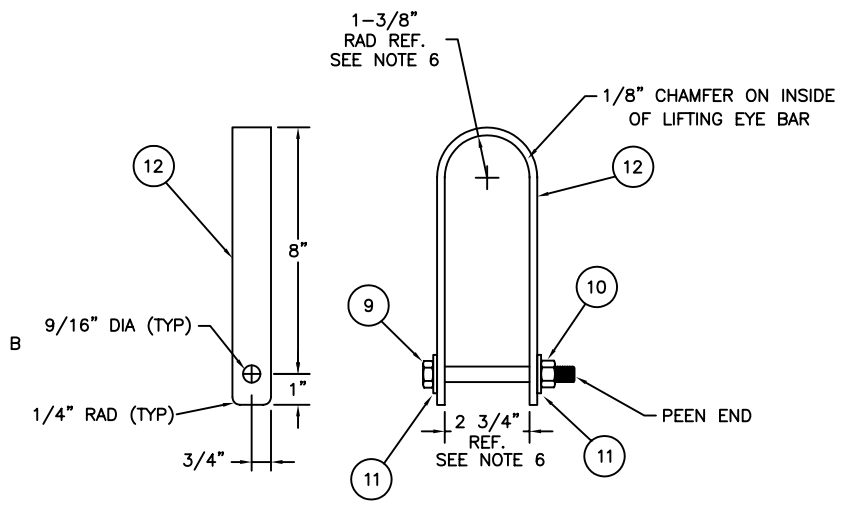 1-3/8"
RAD REF.
SEE NOTE 6
1/8" CHAMFER ON INSIDE
OF LIFTING EYE BAR
12
12
8"
9
10
B
9/16" DIA (TYP)
1"
1/4" RAD (TYP)
2 3/4"
REF.
SEE NOTE 6
PEEN END
3/4"
11
11